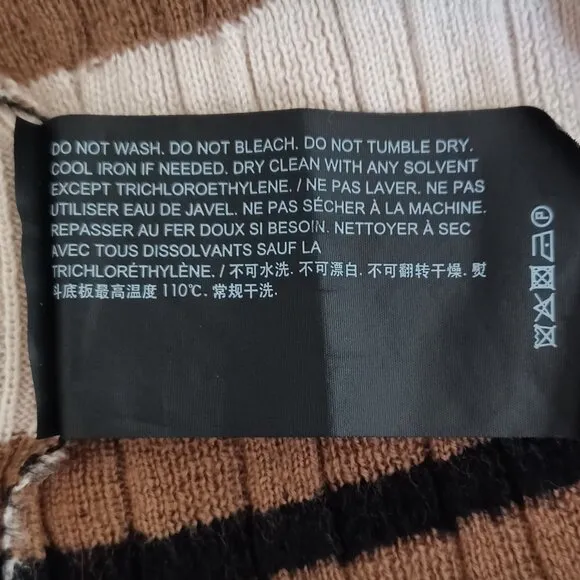 DO NOT WASH. DO NOT BLEACH. DO NOT TUMBLE DRY.
COOL IRON IF NEEDED. DRY CLEAN WITH ANY SOLVENT
EXCEPT TRICHLOROETHYLENE. / NE PAS LAVER. NE PAS
UTILISER EAU DE JAVEL. NE PAS SÉCHER À LA MACHINE.
REPASSER AU FER DOUX SI BESOIN. NETTOYER À SEC
AVEC TOUS DISSOLVANTS SAUF LA
TRICHLORÉTHYLÈNE. / 不可水洗. 不可漂白. 不可翻转干燥. 熨
斗底板最高温度 110℃. 常规干洗.
P